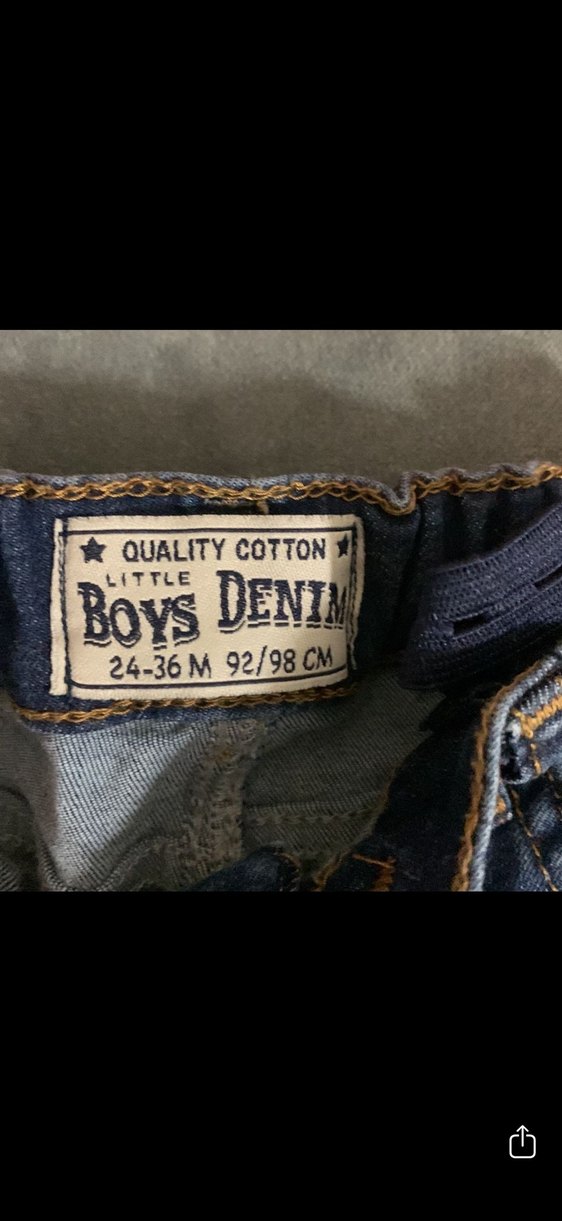 ★ QUALITY COTTON ★
LITTLE
BOYS DENIM
24-36 M 92/98 CM